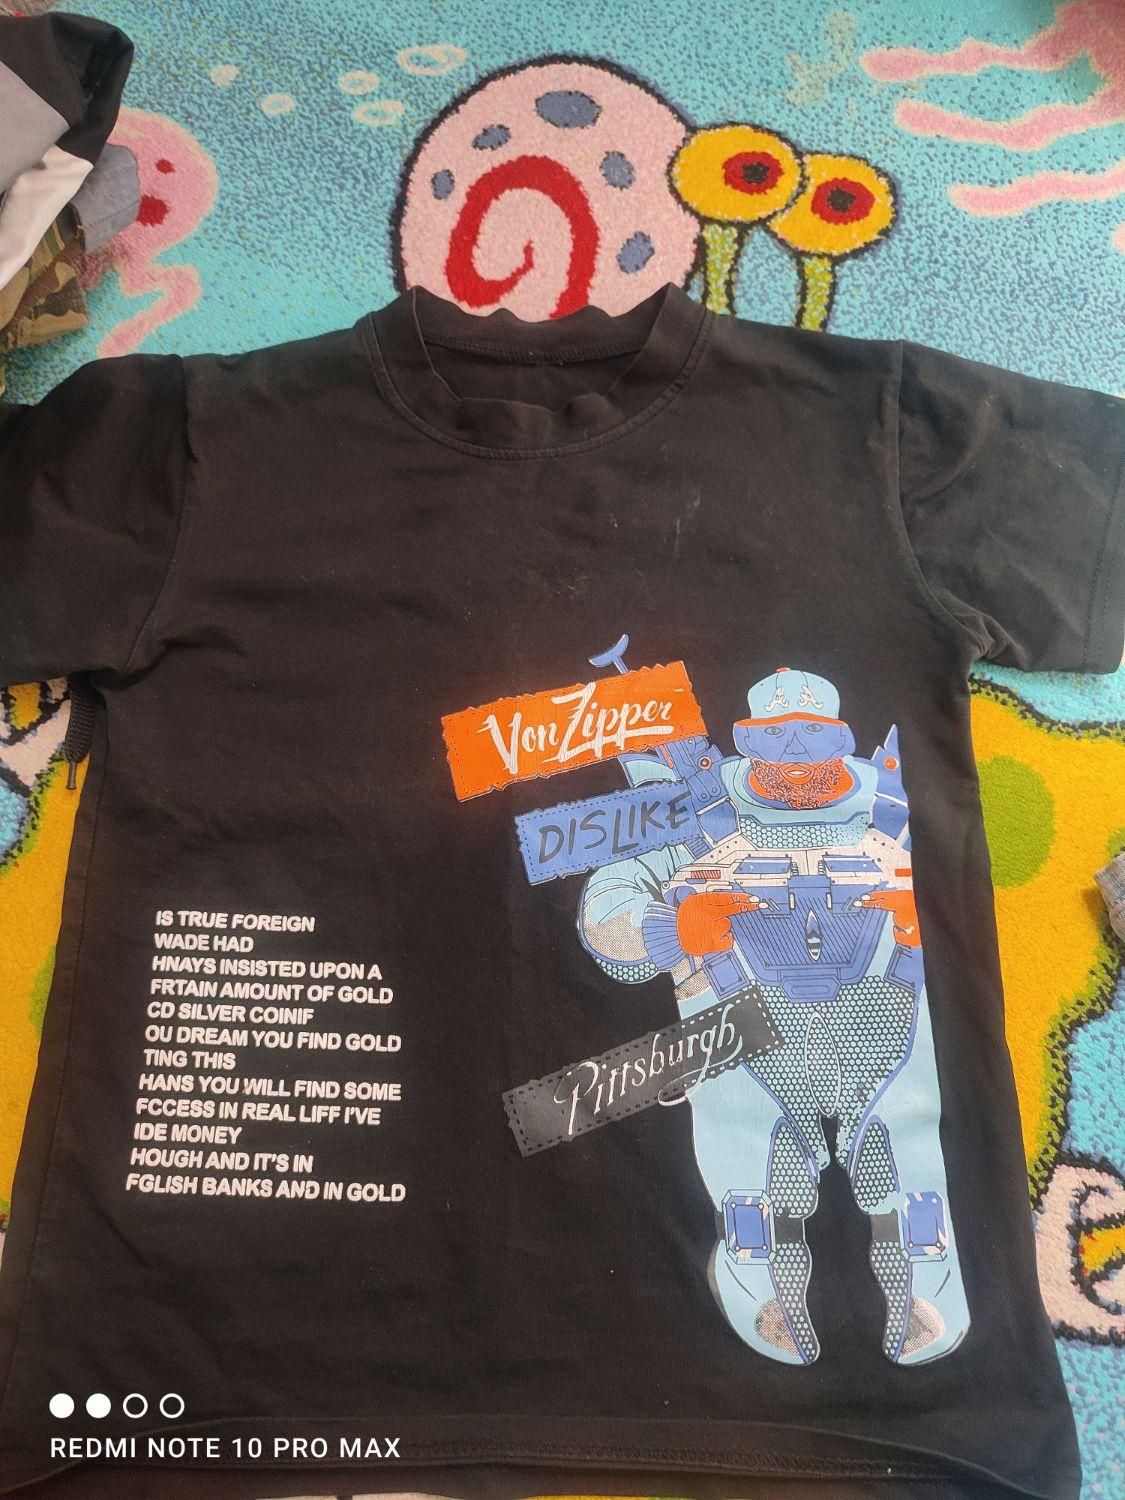 VonZipper
DISLIKE
A A
Pittsburgh
IS TRUE FOREIGN
WADE HAD
HNAYS INSISTED UPON A
FRTAIN AMOUNT OF GOLD
CD SILVER COINIF
OU DREAM YOU FIND GOLD
TING THIS
HANS YOU WILL FIND SOME
FCCESS IN REAL LIFF I'VE
IDE MONEY
HOUGH AND IT'S IN
FGLISH BANKS AND IN GOLD
REDMI NOTE 10 PRO MAX